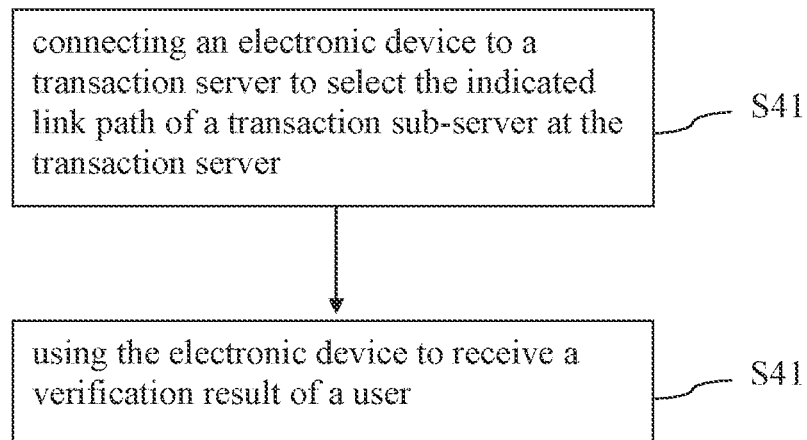 connecting an electronic device to a
transaction server to select the indicated
link path of a transaction sub-server at the
transaction server
S41
using the electronic device to receive a
verification result of a user
S41